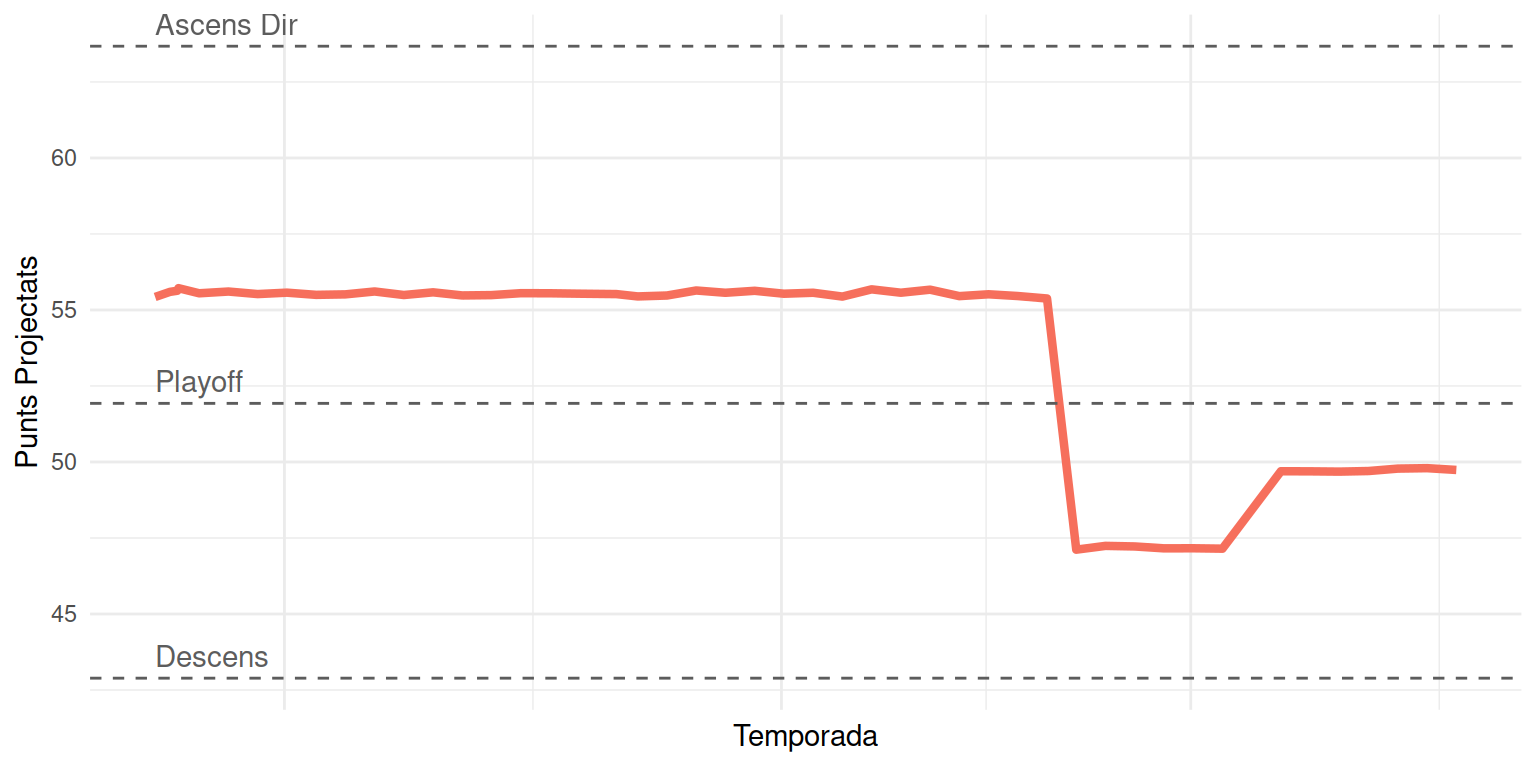 Ascens Dir
60
55
Playoff
50
45
Descens
Punts Projectats
Temporada